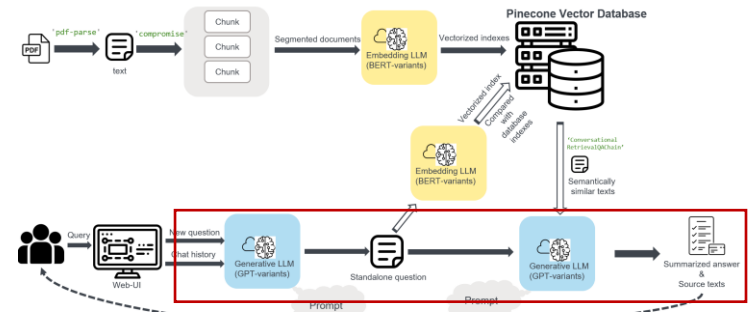 Pinecone Vector Database
'pdf-parse'
'compromise'
PDF
text
Chunk
Chunk
Chunk
Segmented documents
Embedding LLM
(BERT-variants)
Vectorized indexes
Vectorized index
Compared
with
database
indexes
Embedding LLM
(BERT-variants)
'Conversational
RetrievalQAChain'
Semantically
similar texts
Query
Web-UI
New question
Chat history
Generative LLM
(GPT-variants)
Standalone question
Generative LLM
(GPT-variants)
Summarized answer
&
Source texts
Prompt
Prompt